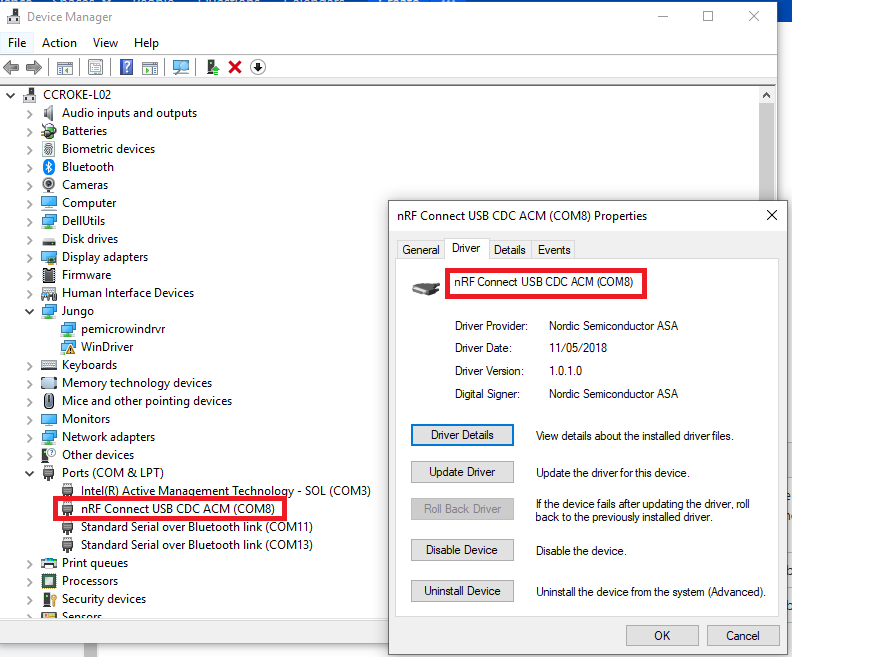 Device Manager
File Action View Help
CCROKE-L02
Audio inputs and outputs
Batteries
Biometric devices
Bluetooth
Cameras
Computer
DellUtils
Disk drives
Display adapters
Firmware
Human Interface Devices
Jungo
pemicrowindrvr
WinDriver
Keyboards
Memory technology devices
Mice and other pointing devices
Monitors
Network adapters
Other devices
Ports (COM & LPT)
Intel(R) Active Management Technology - SOL (COM3)
nRF Connect USB CDC ACM (COM8)
Standard Serial over Bluetooth link (COM11)
Standard Serial over Bluetooth link (COM13)
Print queues
Processors
Security devices
Sensors
nRF Connect USB CDC ACM (COM8) Properties
General Driver Details Events
nRF Connect USB CDC ACM (COM8)
Driver Provider: Nordic Semiconductor ASA
Driver Date: 11/05/2018
Driver Version: 1.0.1.0
Digital Signer: Nordic Semiconductor ASA
Driver Details View details about the installed driver files.
Update Driver Update the driver for this device.
Roll Back Driver If the device fails after updating the driver, roll
back to the previously installed driver.
Disable Device Disable the device.
Uninstall Device Uninstall the device from the system (Advanced).
OK Cancel